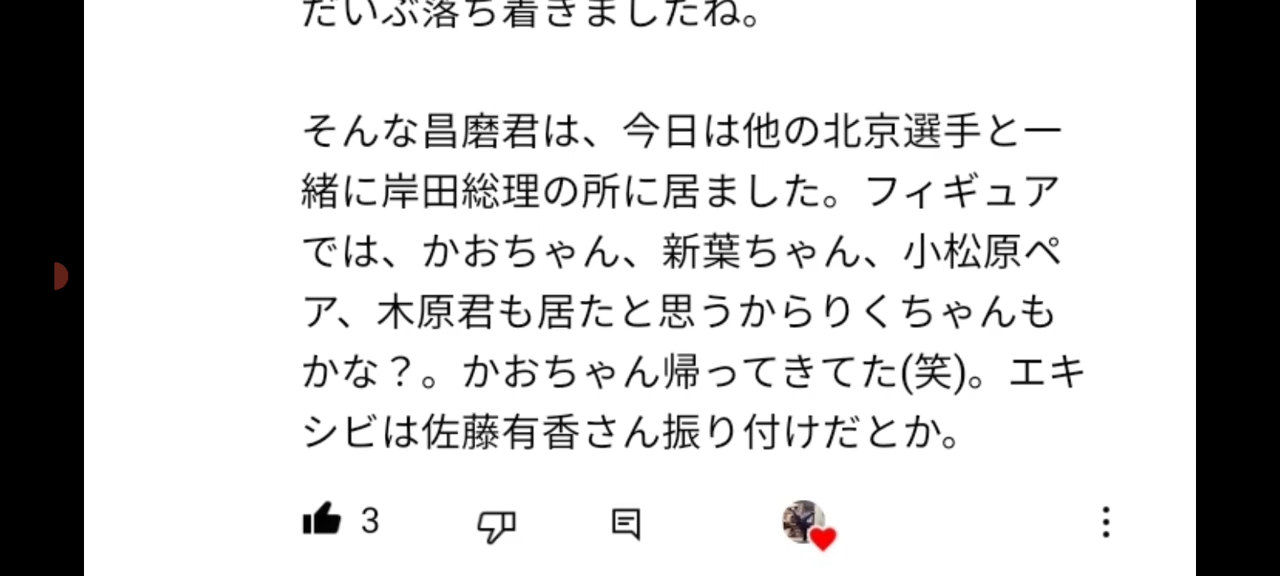 だいぶ落ち着きましたね。
そんな昌磨君は、今日は他の北京選手と一
緒に岸田総理の所に居ました。フィギュア
では、かおちゃん、新葉ちゃん、小松原ペ
ア、木原君も居たと思うからりくちゃんも
かな？。かおちゃん帰ってきてた(笑)。エキ
シビは佐藤有香さん振り付けだとか。
3